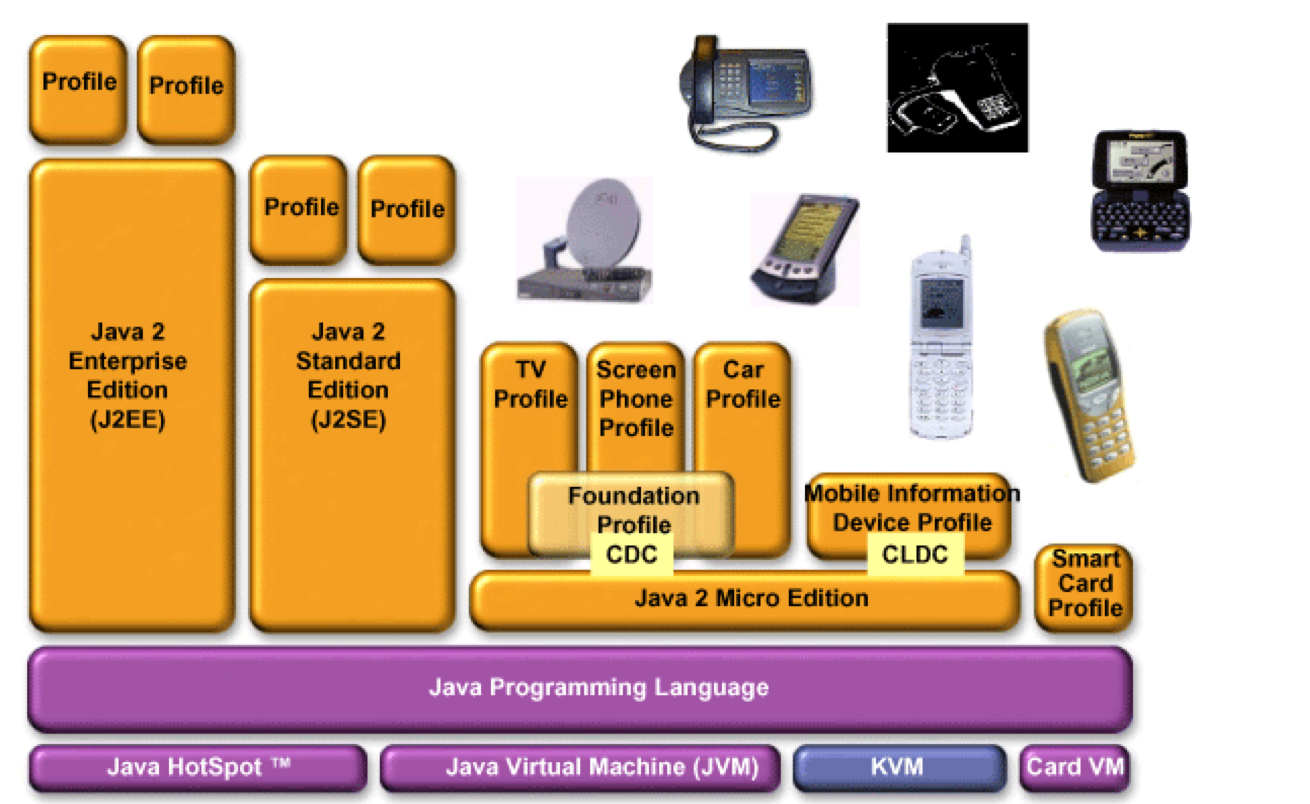 Profile
Profile
Profile
Profile
Java 2
Enterprise
Edition
(J2EE)
Java 2
Standard
Edition
(J2SE)
TV
Profile
Screen
Phone
Profile
Car
Profile
Foundation
Profile
CDC
Mobile Information
Device Profile
CLDC
Java 2 Micro Edition
Smart
Card
Profile
Java Programming Language
Java HotSpot ™
Java Virtual Machine (JVM)
KVM
Card VM